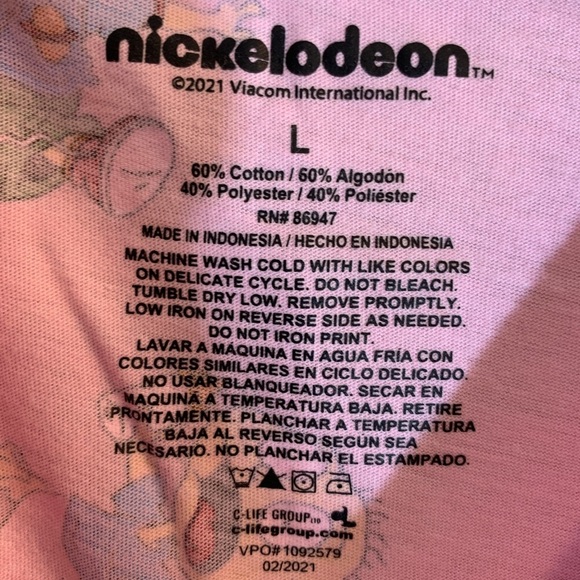 nickelodeon™
©2021 Viacom International Inc.
L
60% Cotton / 60% Algodón
40% Polyester / 40% Poliéster
RN# 86947
MADE IN INDONESIA / HECHO EN INDONESIA
MACHINE WASH COLD WITH LIKE COLORS
ON DELICATE CYCLE. DO NOT BLEACH.
TUMBLE DRY LOW. REMOVE PROMPTLY.
LOW IRON ON REVERSE SIDE AS NEEDED.
DO NOT IRON PRINT.
LAVAR A MÁQUINA EN AGUA FRÍA CON
COLORES SIMILARES EN CICLO DELICADO.
NO USAR BLANQUEADOR. SECAR EN
MAQUINA A TEMPERATURA BAJA. RETIRE
PRONTAMENTE. PLANCHAR A TEMPERATURA
BAJA AL REVERSO SEGÚN SEA
NECESARIO. NO PLANCHAR EL ESTAMPADO.
C-LIFE GROUP LTD
c-lifegroup.com
VPO# 1092579
02/2021